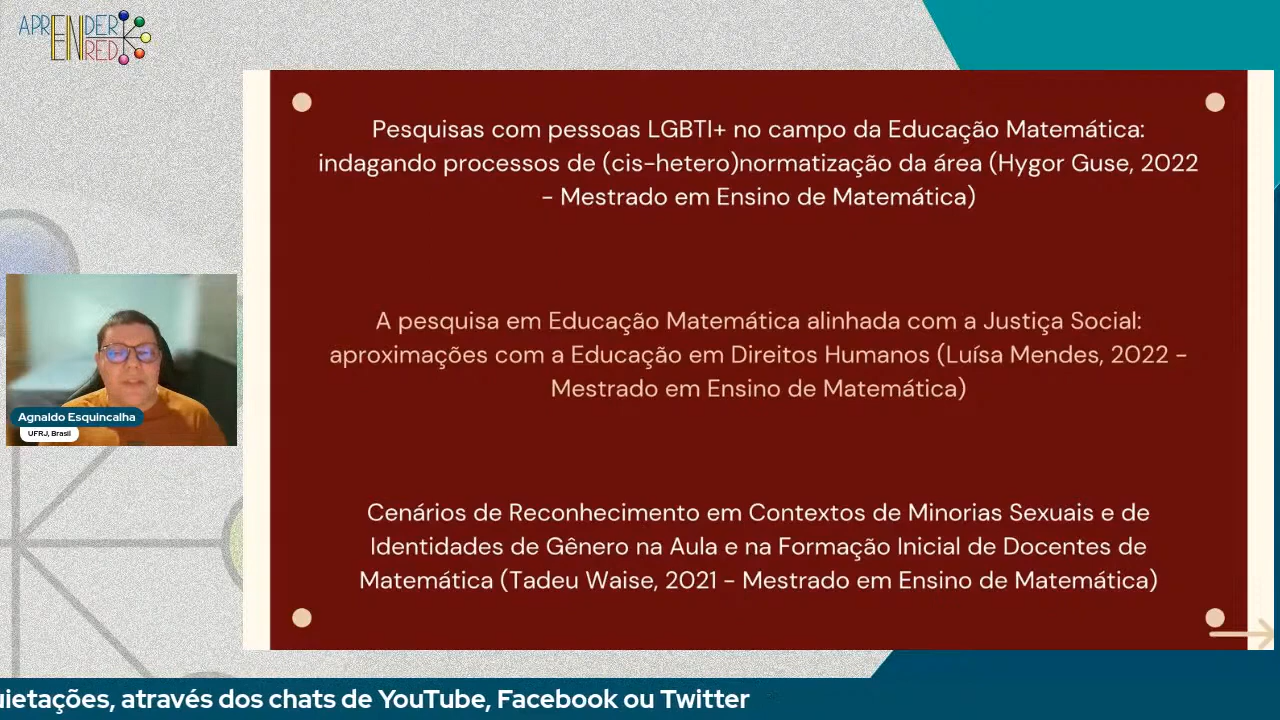 APRENDER
EN RED
Pesquisas com pessoas LGBTI+ no campo da Educação Matemática:
indagando processos de (cis-hetero)normatização da área (Hygor Guse, 2022
- Mestrado em Ensino de Matemática)
A pesquisa em Educação Matemática alinhada com a Justiça Social:
aproximações com a Educação em Direitos Humanos (Luísa Mendes, 2022 -
Mestrado em Ensino de Matemática)
Cenários de Reconhecimento em Contextos de Minorias Sexuais e de
Identidades de Gênero na Aula e na Formação Inicial de Docentes de
Matemática (Tadeu Waise, 2021 - Mestrado em Ensino de Matemática)
Agnaldo Esquincalha
UFRJ, Brasil
uietações, através dos chats de YouTube, Facebook ou Twitter